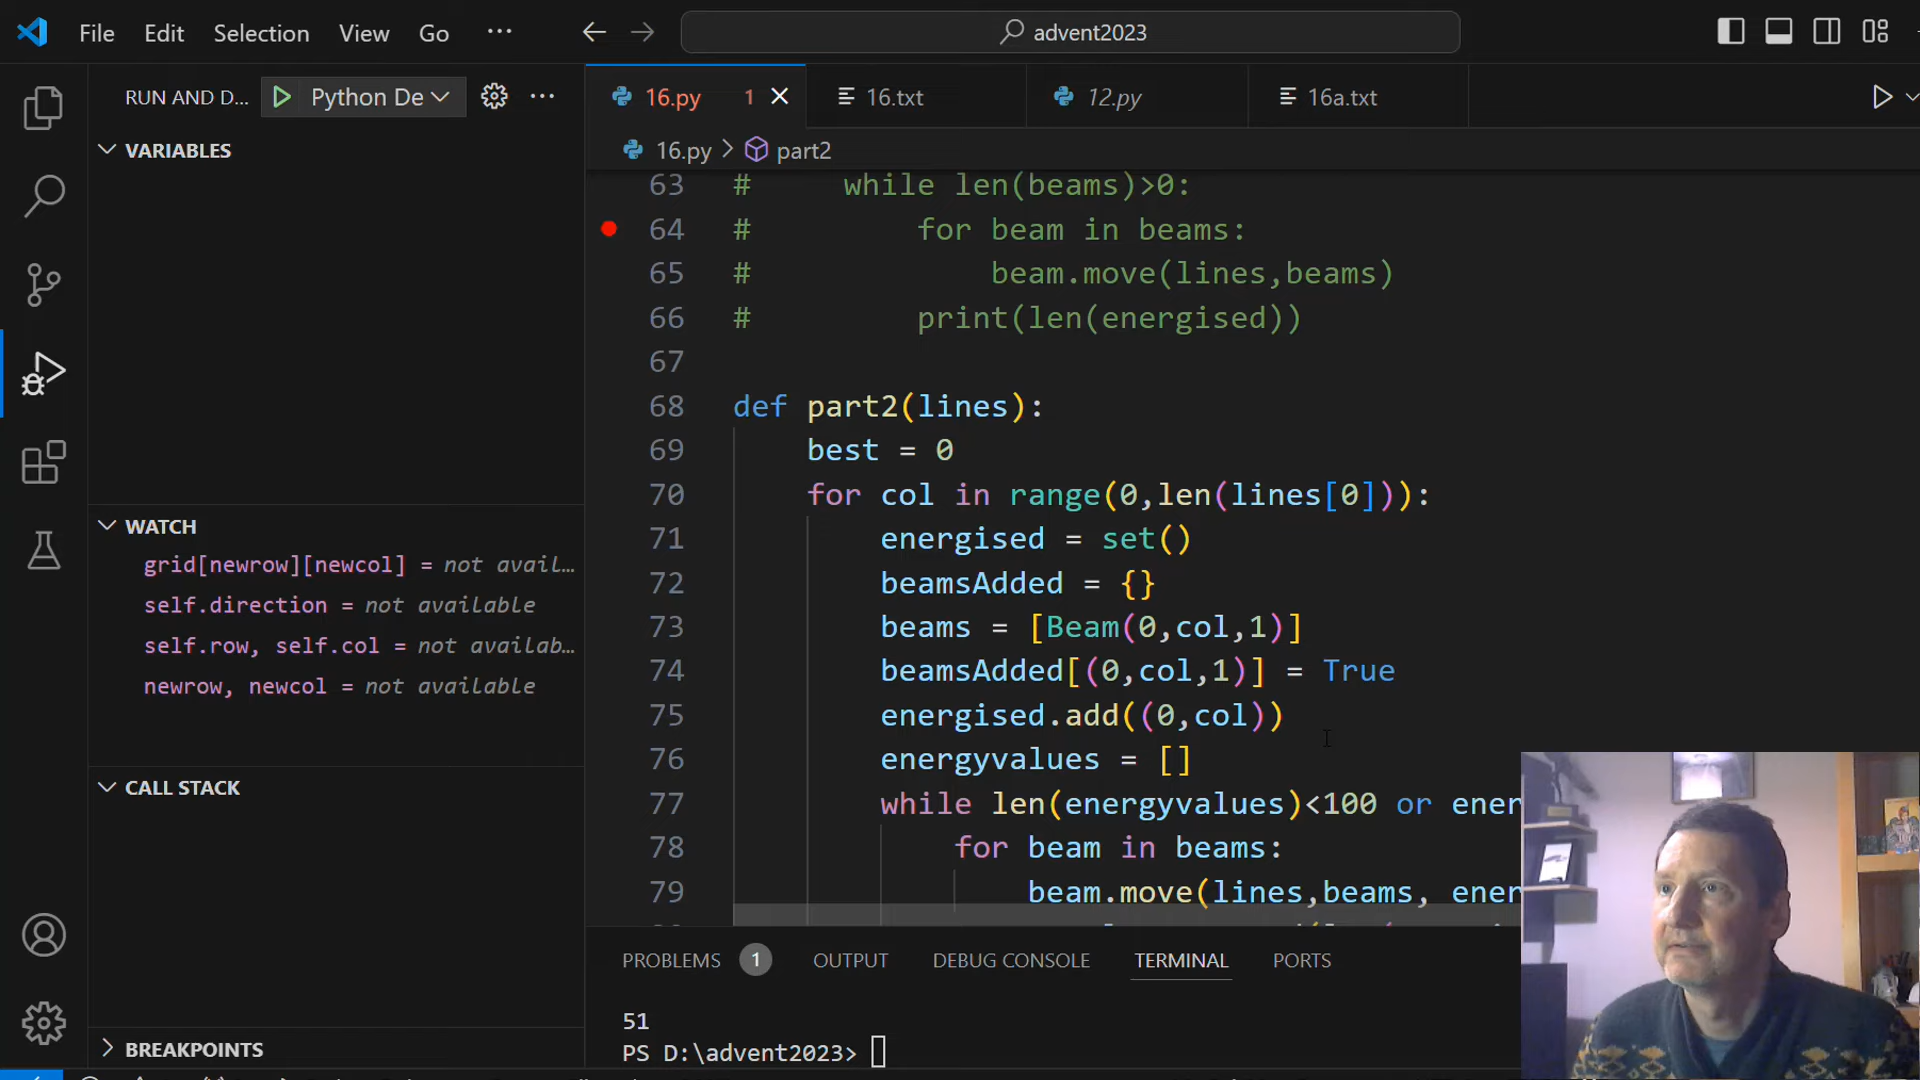 File Edit Selection View Go ··· advent2023
RUN AND D... Python De ···
16.py 1 16.txt 12.py 16a.txt
16.py > part2
VARIABLES
WATCH
grid[newrow][newcol] = not avail…
self.direction = not available
self.row, self.col = not availab…
newrow, newcol = not available
CALL STACK
BREAKPOINTS
63 #     while len(beams)>0:
64 #         for beam in beams:
65 #             beam.move(lines,beams)
66 #         print(len(energised))
67
68 def part2(lines):
69     best = 0
70     for col in range(0,len(lines[0])):
71         energised = set()
72         beamsAdded = {}
73         beams = [Beam(0,col,1)]
74         beamsAdded[(0,col,1)] = True
75         energised.add((0,col))
76         energyvalues = []
77         while len(energyvalues)<100 or ener
78             for beam in beams:
79                 beam.move(lines,beams, ener
PROBLEMS 1 OUTPUT DEBUG CONSOLE TERMINAL PORTS
51
PS D:\advent2023>